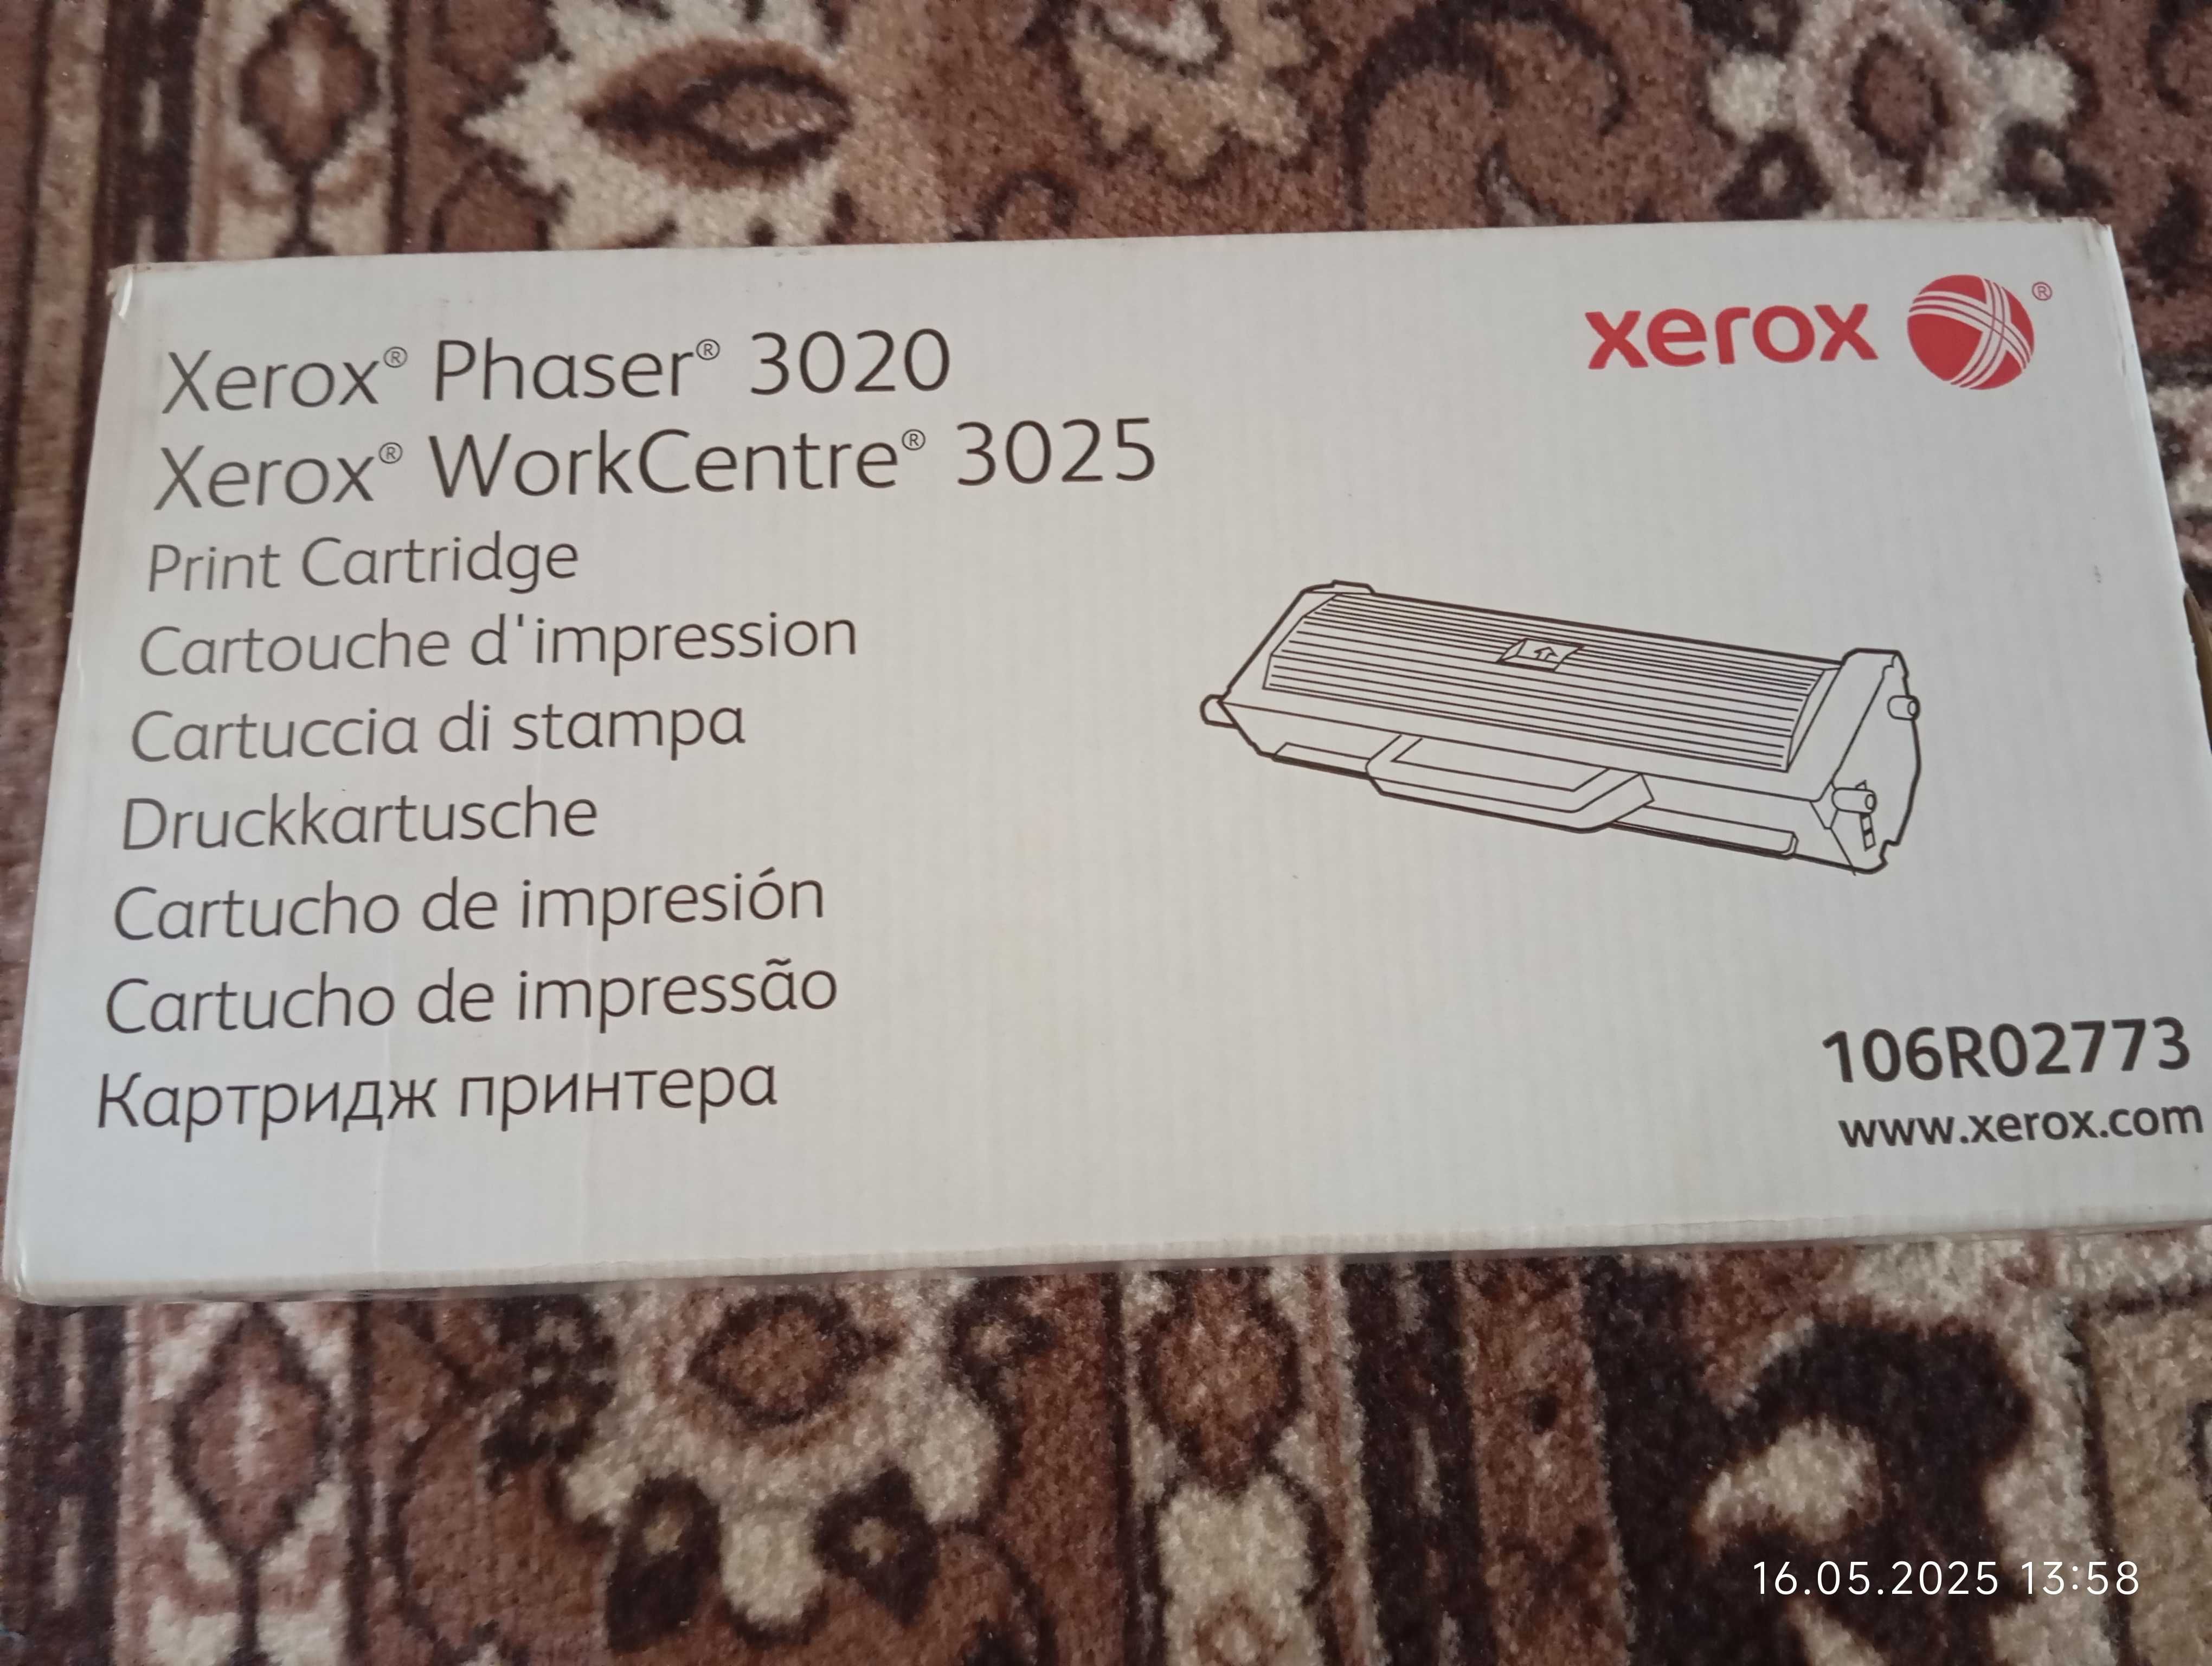 Xerox® Phaser® 3020
Xerox® WorkCentre® 3025
Print Cartridge
Cartouche d'impression
Cartuccia di stampa
Druckkartusche
Cartucho de impresión
Cartucho de impressão
Картридж принтера
xerox ®
106R02773
www.xerox.com
16.05.2025 13:58